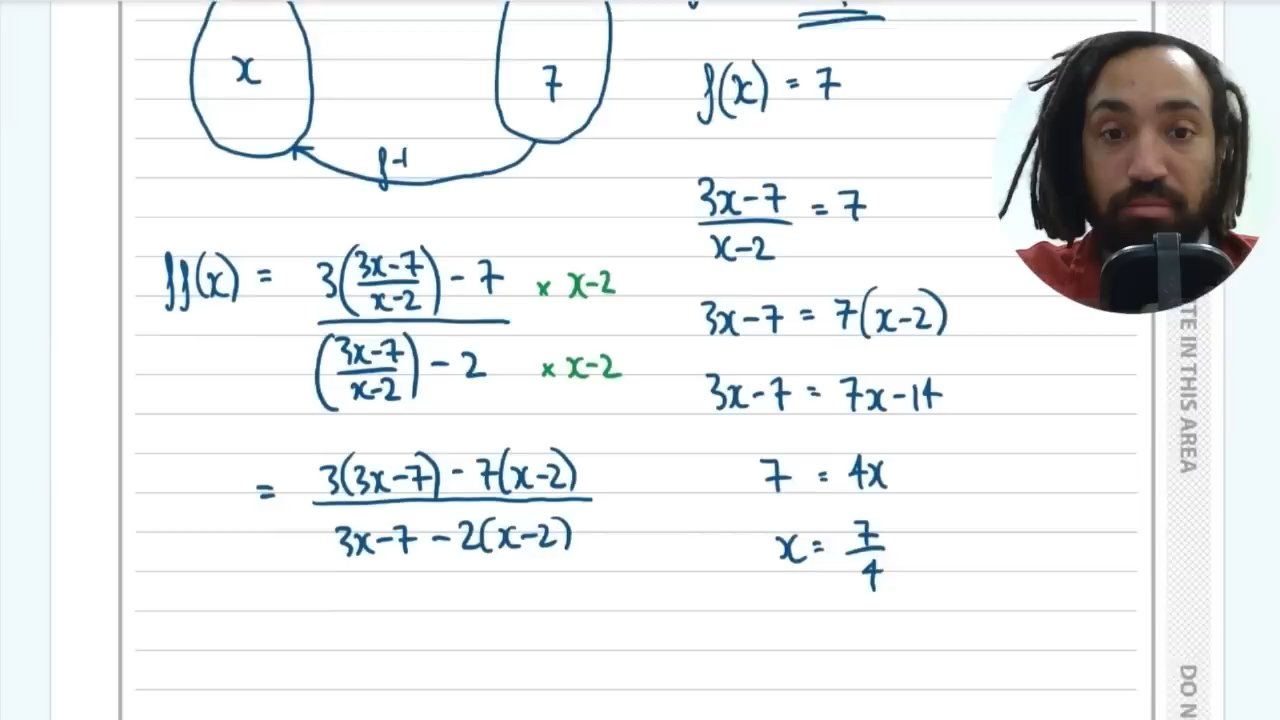 x
7
f-1
ff(x) = 3(3x-7/x-2) - 7 × x-2
(3x-7/x-2) - 2 × x-2
= 3(3x-7) - 7(x-2)
3x-7 - 2(x-2)
f(x) = 7
3x-7
x-2 = 7
3x-7 = 7(x-2)
3x-7 = 7x-14
7 = 4x
x = 7
4
TE IN THIS AREA
DO N